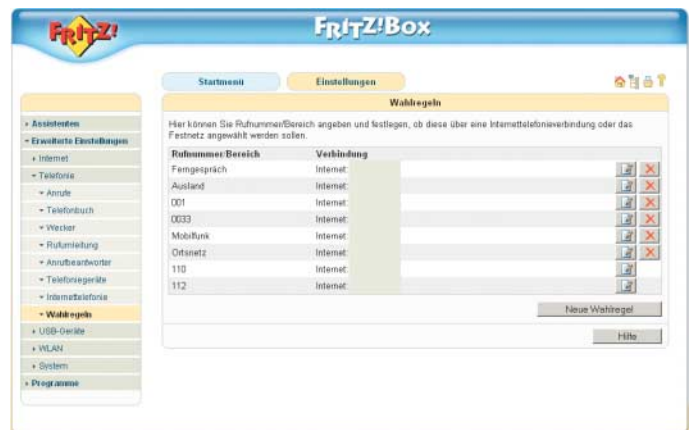 FRITZ!
FRITZ!Box
Startmenü
Einstellungen
Wahlregeln
Assistenten
Erweiterte Einstellungen
Internet
Telefonie
Anrufe
Telefonbuch
Wecker
Rufumleitung
Anrufbeantworter
Telefoniegeräte
Internettelefonie
Wahlregeln
USB-Geräte
WLAN
System
Programme
Hier können Sie Rufnummer/Bereich angeben und festlegen, ob diese über eine Internettelefonieverbindung oder das
Festnetz angewählt werden sollen.
Rufnummer/Bereich Verbindung
Ferngespräch Internet:
Ausland Internet:
001 Internet:
0033 Internet:
Mobilfunk Internet:
Ortsnetz Internet:
110 Internet:
112 Internet:
Neue Wahlregel
Hilfe